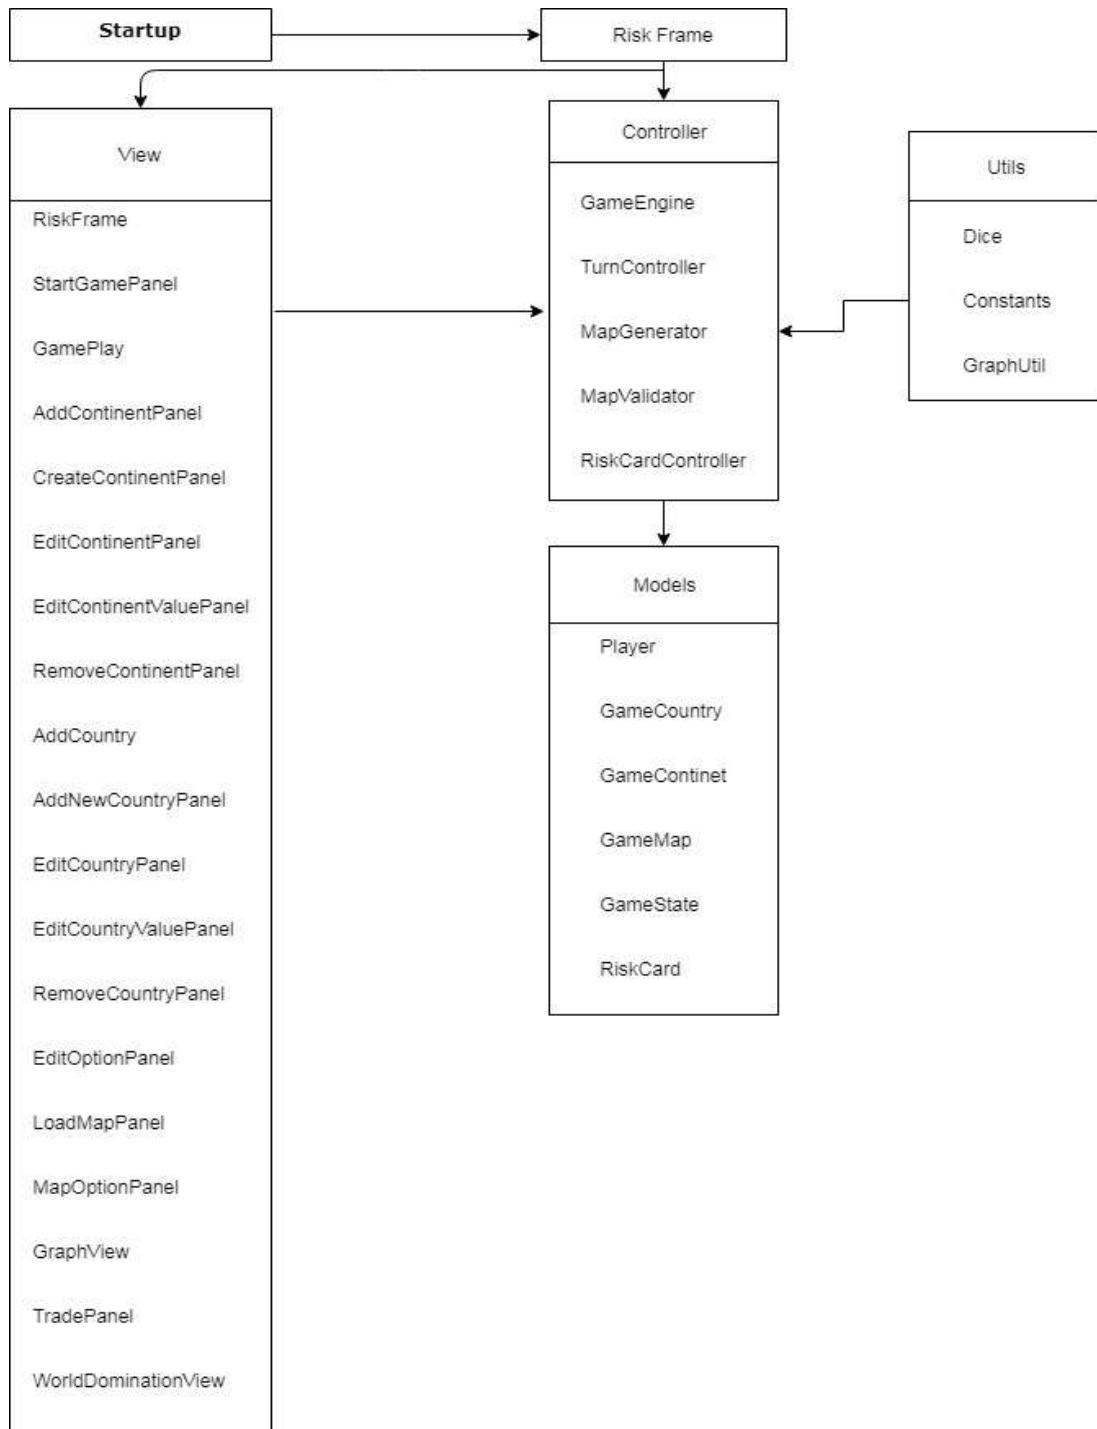 Startup
Risk Frame
View
RiskFrame
StartGamePanel
GamePlay
AddContinentPanel
CreateContinentPanel
EditContinentPanel
EditContinentValuePanel
RemoveContinentPanel
AddCountry
AddNewCountryPanel
EditCountryPanel
EditCountryValuePanel
RemoveCountryPanel
EditOptionPanel
LoadMapPanel
MapOptionPanel
GraphView
TradePanel
WorldDominationView
Controller
GameEngine
TurnController
MapGenerator
MapValidator
RiskCardController
Models
Player
GameCountry
GameContinet
GameMap
GameState
RiskCard
Utils
Dice
Constants
GraphUtil